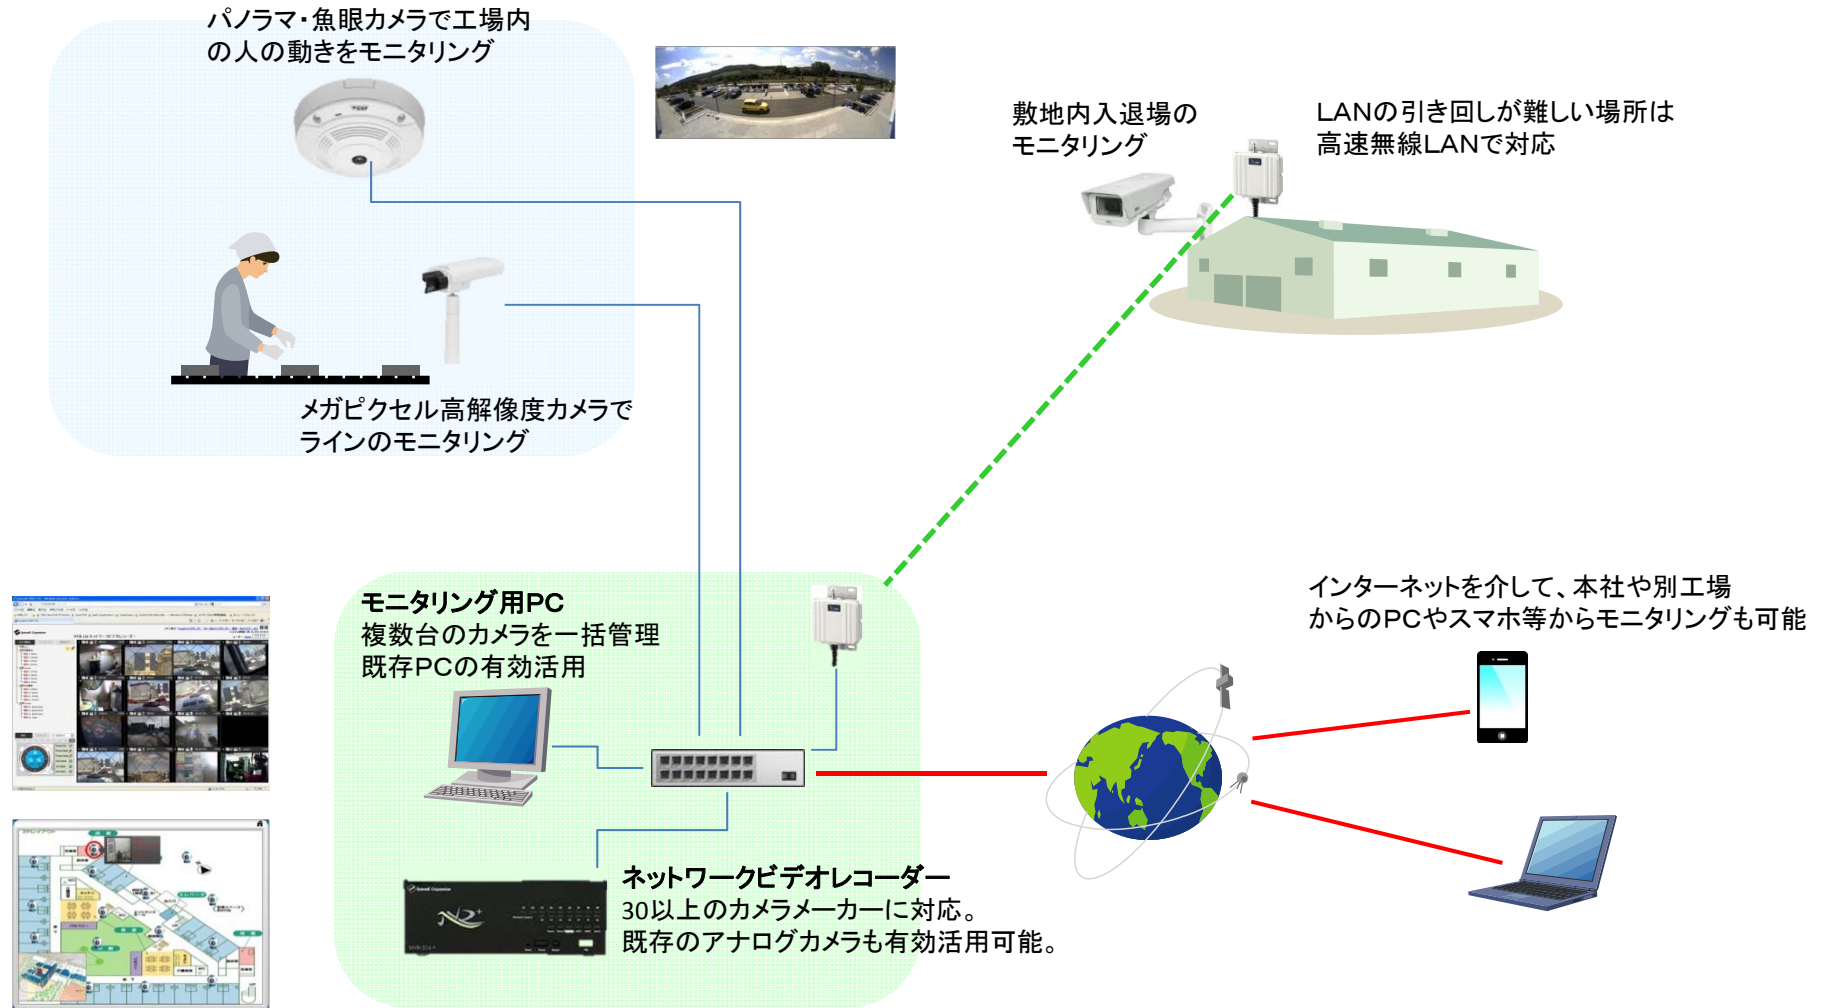 パノラマ・魚眼カメラで工場内
の人の動きをモニタリング
敷地内入退場の
モニタリング
LANの引き回しが難しい場所は
高速無線LANで対応
メガピクセル高解像度カメラで
ラインのモニタリング
モニタリング用PC
複数台のカメラを一括管理
既存PCの有効活用
インターネットを介して、本社や別工場
からのPCやスマホ等からモニタリングも可能
ネットワークビデオレコーダー
30以上のカメラメーカーに対応。
既存のアナログカメラも有効活用可能。